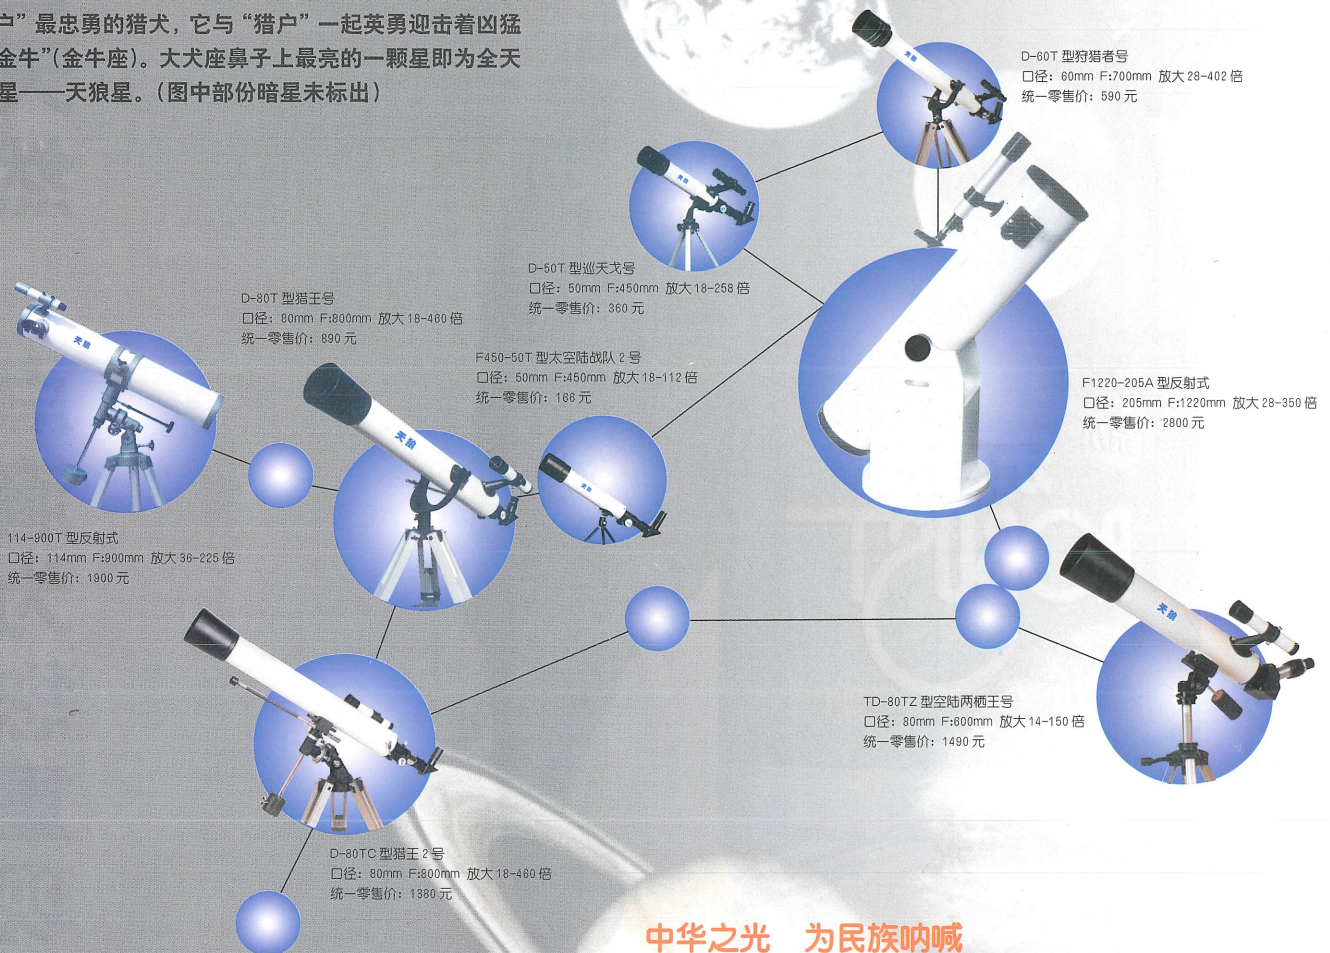 户”最忠勇的猎犬，它与“猎户”一起英勇迎击着凶猛
金牛”(金牛座)。大犬座鼻子上最亮的一颗星即为全天
星——天狼星。(图中部份暗星未标出)
D-60T 型狩猎者号
口径：60mm F:700mm 放大 28-402 倍
统一零售价：590 元
D-50T 型巡天戈号
口径：50mm F:450mm 放大 18-258 倍
统一零售价：360 元
D-80T 型猎王号
口径：80mm F:800mm 放大 18-460 倍
统一零售价：890 元
F450-50T 型太空陆战队 2 号
口径：50mm F:450mm 放大 18-112 倍
统一零售价：166 元
F1220-205A 型反射式
口径：205mm F:1220mm 放大 28-350 倍
统一零售价：2800 元
114-900T 型反射式
口径：114mm F:900mm 放大 36-225 倍
统一零售价：1900 元
TD-80TZ 型空陆两栖王号
口径：80mm F:600mm 放大 14-150 倍
统一零售价：1490 元
D-80TC 型猎王 2 号
口径：80mm F:800mm 放大 18-460 倍
统一零售价：1380 元
中华之光 为民族呐喊
天狼
天狼
天狼
天狼
天狼
天狼